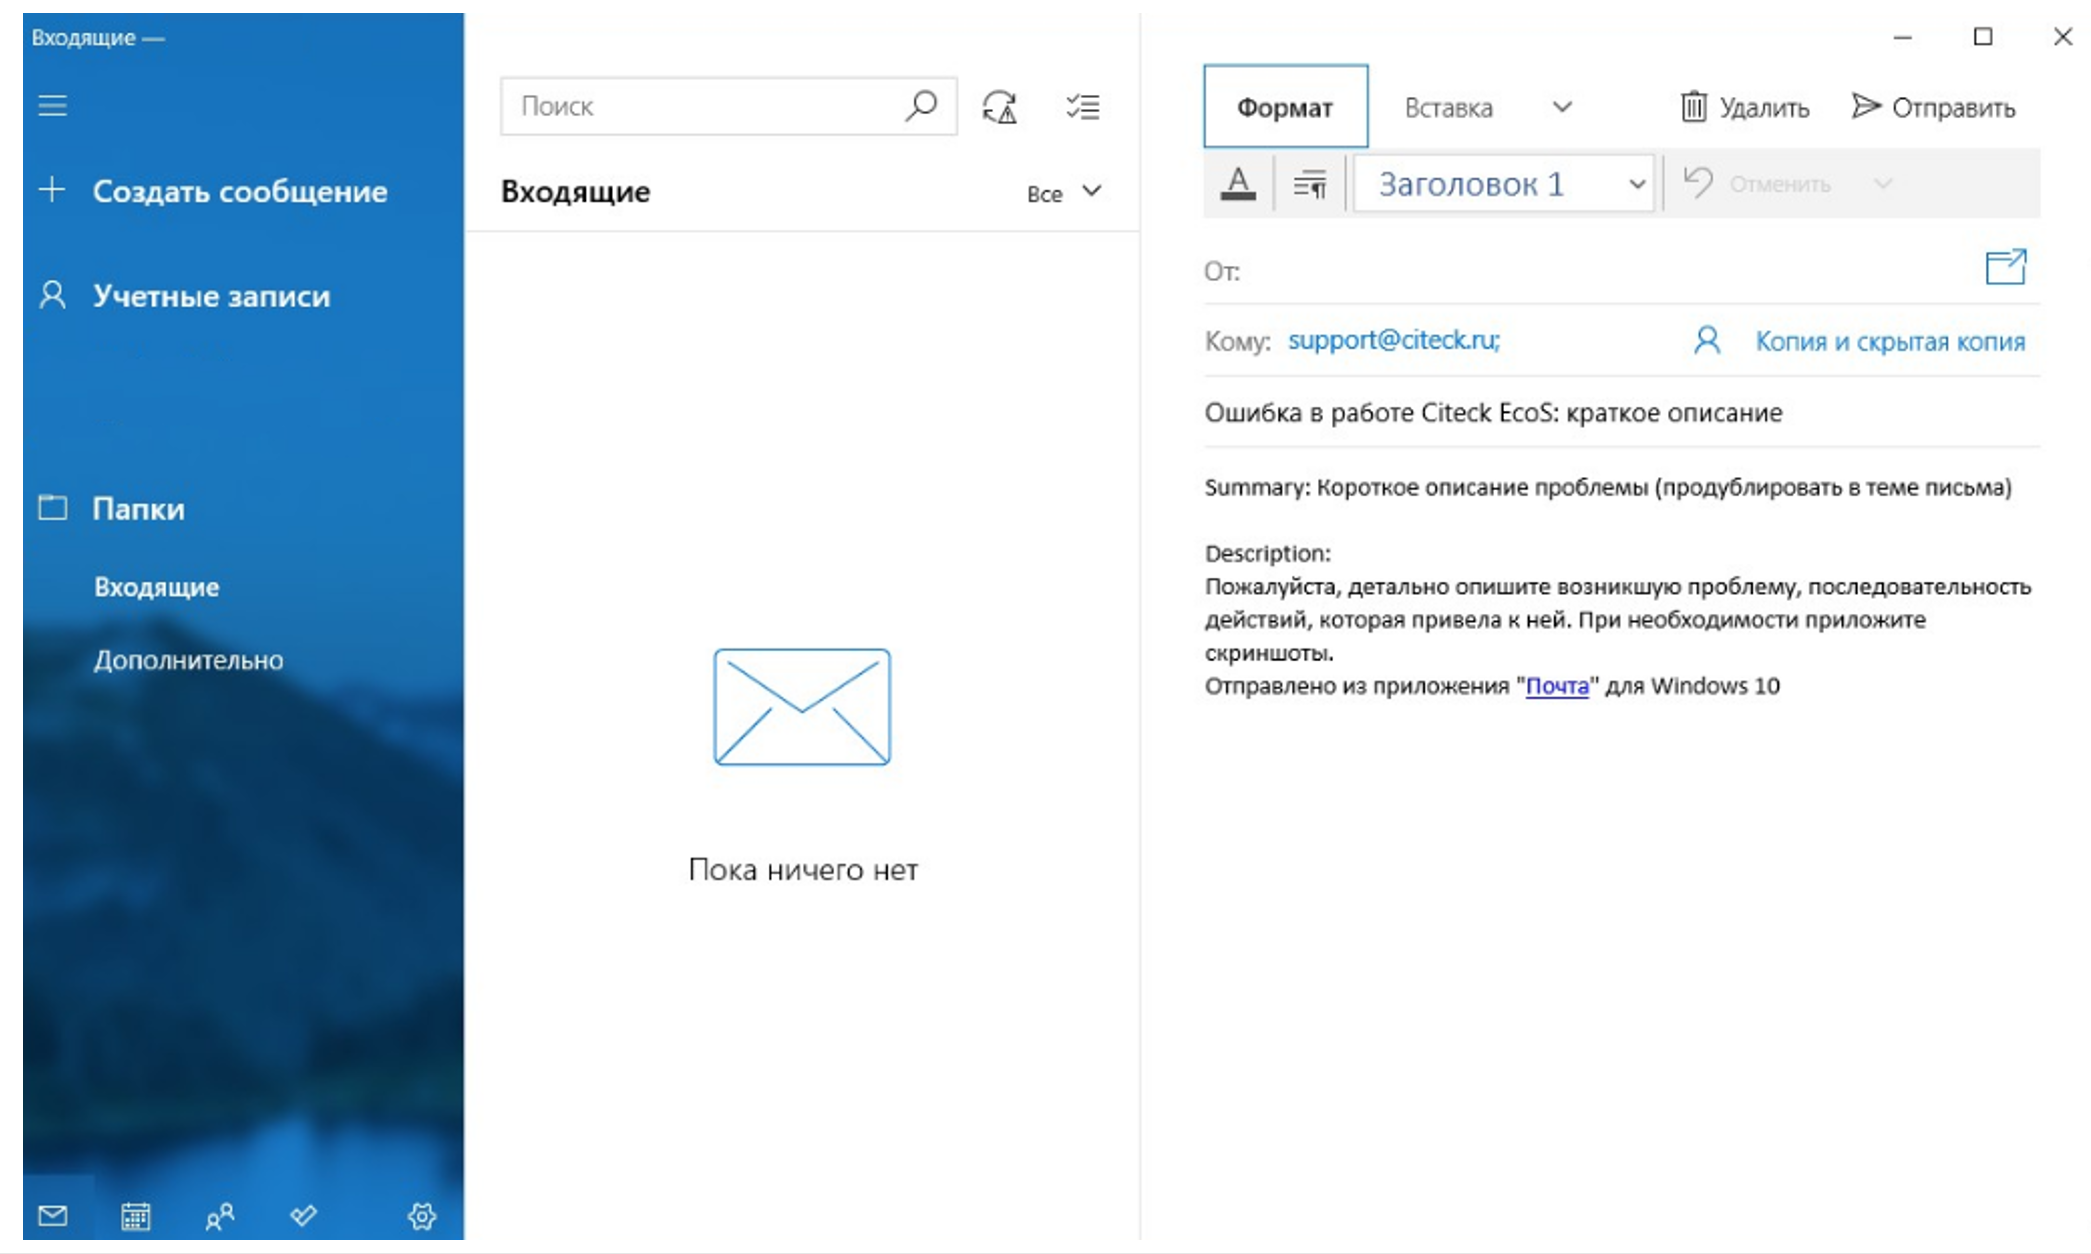 Входящие —
Создать сообщение
Учетные записи
Папки
Входящие
Дополнительно
Поиск
Входящие
Все
Пока ничего нет
Формат Вставка Удалить Отправить
A Заголовок 1 Отменить
От:
Кому: support@citeck.ru; Копия и скрытая копия
Ошибка в работе Citeck EcoS: краткое описание
Summary: Короткое описание проблемы (продублировать в теме письма)
Description:
Пожалуйста, детально опишите возникшую проблему, последовательность
действий, которая привела к ней. При необходимости приложите
скриншоты.
Отправлено из приложения "Почта" для Windows 10